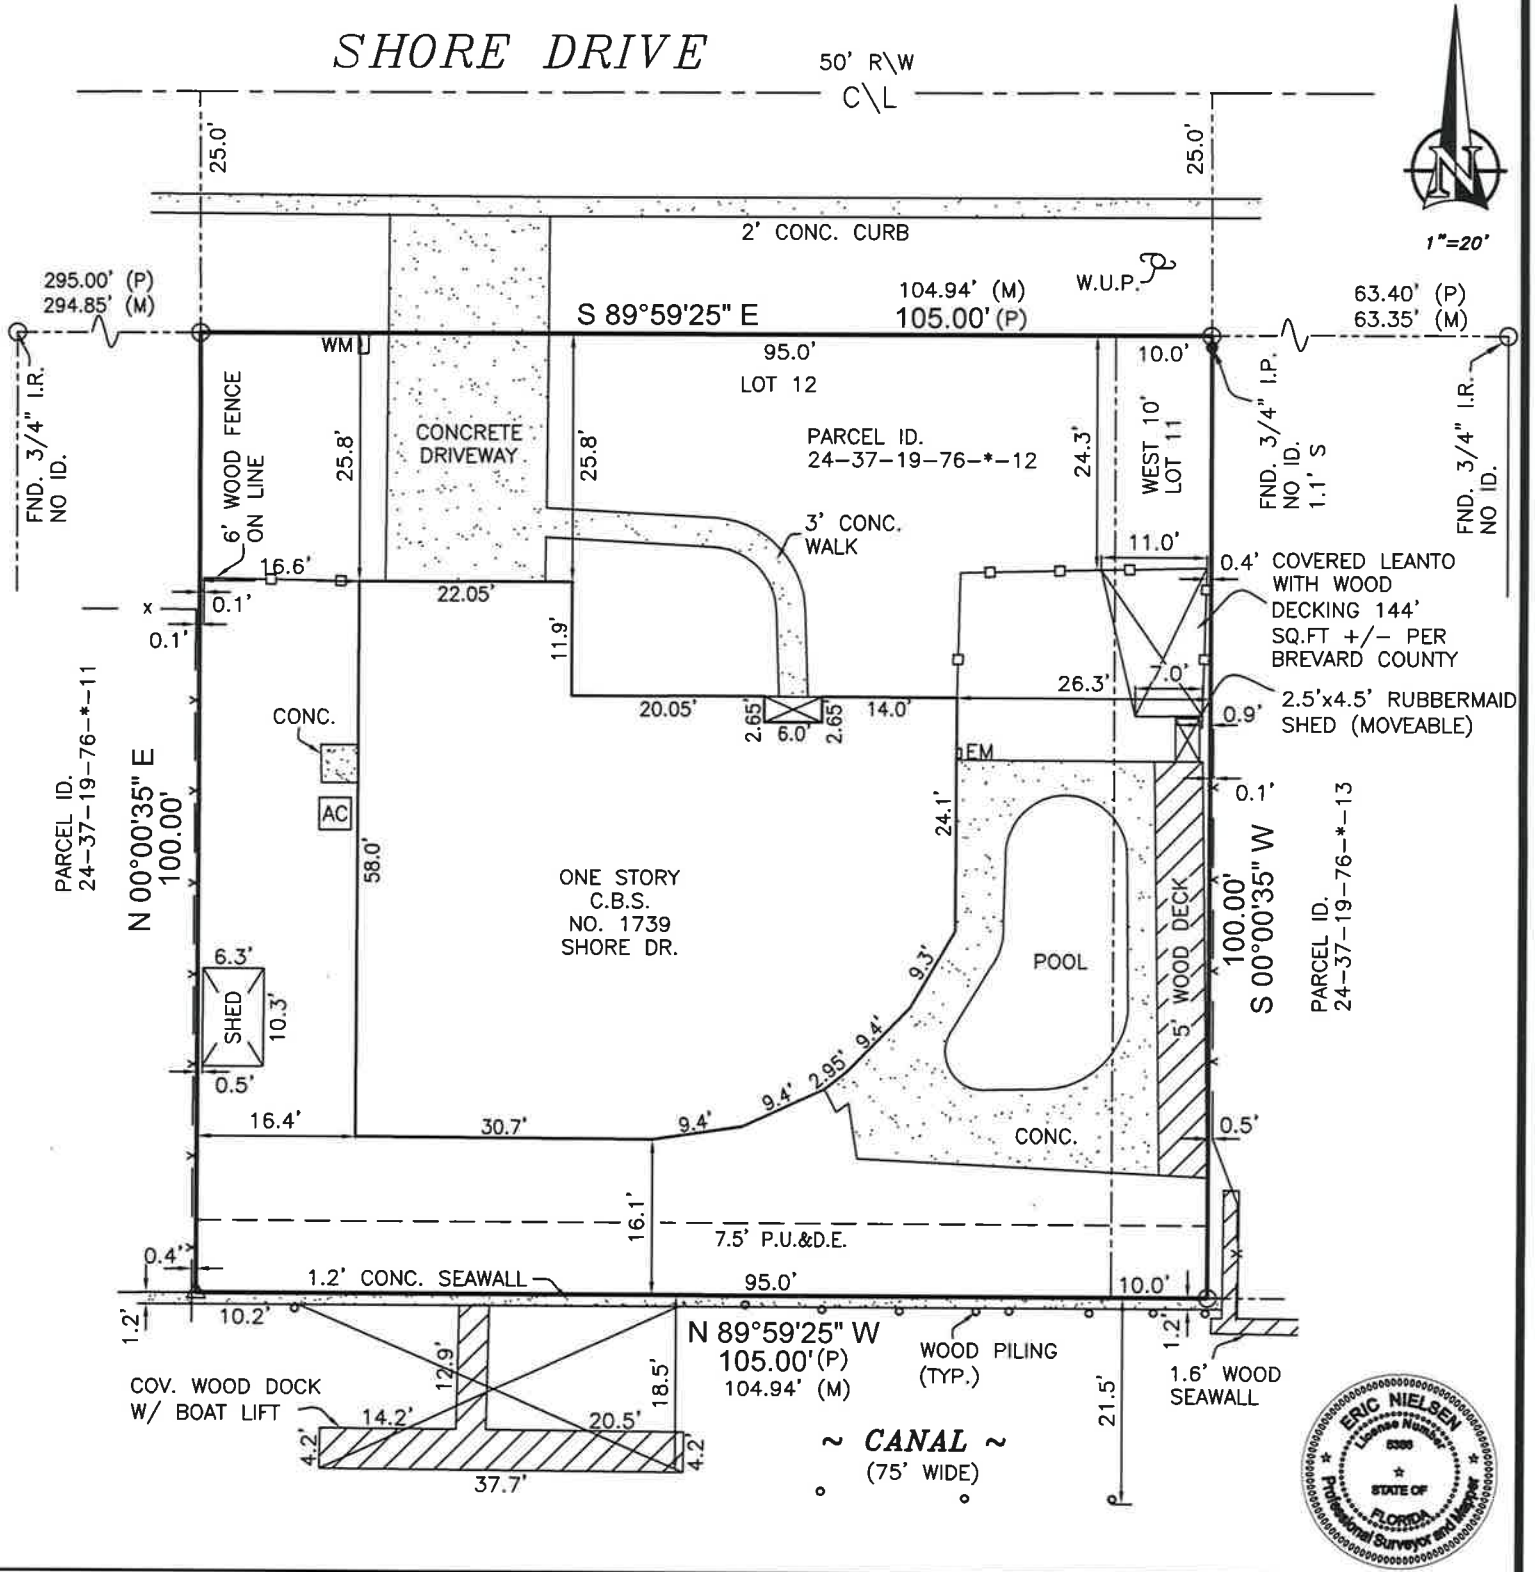 SHORE DRIVE
50' R\W
C\L
25.0'
25.0'
N
1"=20'
2' CONC. CURB
W.U.P.
295.00' (P)
294.85' (M)
S 89°59'25" E
104.94' (M)
105.00'(P)
63.40' (P)
63.35' (M)
WM
95.0'
10.0'
LOT 12
FND. 3/4" I.R.
NO ID.
6' WOOD FENCE
ON LINE
25.8'
CONCRETE
DRIVEWAY
25.8'
PARCEL ID.
24-37-19-76-*-12
24.3'
WEST 10'
LOT 11
FND. 3/4" I.P.
NO ID.
1.1' S
FND. 3/4" I.R.
NO ID.
3' CONC.
WALK
11.0'
16.6'
22.05'
0.1'
0.1'
x
11.9'
0.4'
COVERED LEANTO
WITH WOOD
DECKING 144'
SQ.FT +/- PER
BREVARD COUNTY
7.0'
26.3'
2.5'x4.5' RUBBERMAID
SHED (MOVEABLE)
0.9'
20.05'
2.65'
6.0'
2.65'
14.0'
EM
0.1'
PARCEL ID.
24-37-19-76-*-11
N 00°00'35" E
100.00'
CONC.
AC
58.0'
24.1'
ONE STORY
C.B.S.
NO. 1739
SHORE DR.
POOL
5' WOOD DECK
100.00'
S 00°00'35" W
PARCEL ID.
24-37-19-76-*-13
6.3'
SHED
10.3'
0.5'
9.3'
9.4'
2.95'
9.4'
9.4'
16.4'
30.7'
CONC.
0.5'
16.1'
7.5' P.U.&D.E.
0.4'
1.2' CONC. SEAWALL
95.0'
10.0'
1.2'
10.2'
1.2'
N 89°59'25" W
105.00'(P)
104.94' (M)
WOOD PILING
(TYP.)
1.6' WOOD
SEAWALL
COV. WOOD DOCK
W/ BOAT LIFT
12.9'
18.5'
21.5'
14.2'
20.5'
4.2'
4.2'
37.7'
~ CANAL ~
(75' WIDE)
ERIC NIELSEN
License Number
STATE OF
FLORIDA
Professional Surveyor and Mapper